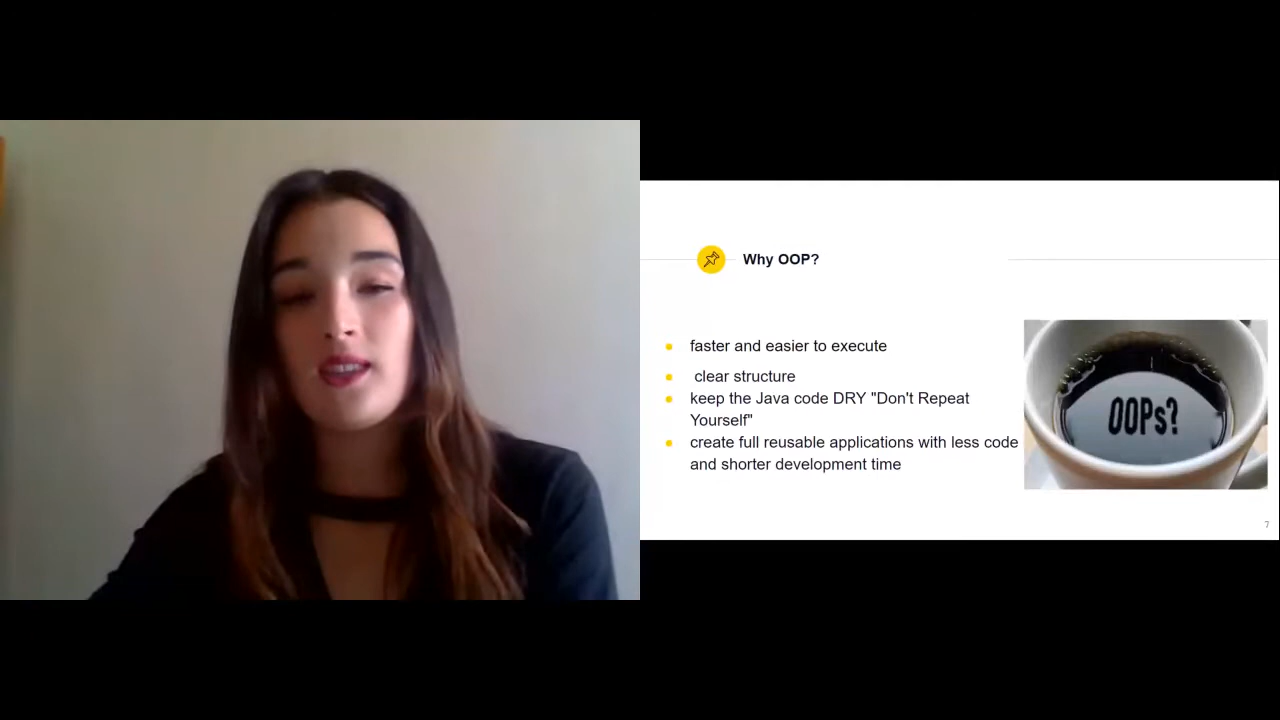 Why OOP?
faster and easier to execute
clear structure
keep the Java code DRY "Don't Repeat
Yourself"
create full reusable applications with less code
and shorter development time
OOPs?
7